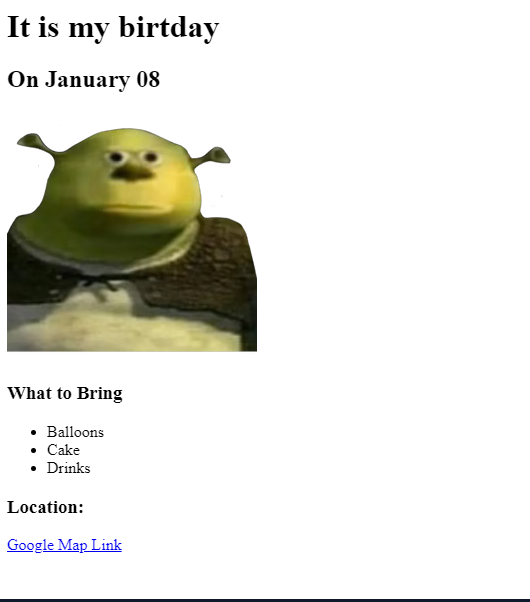 It is my birtday
On January 08
What to Bring
Balloons
Cake
Drinks
Location:
Google Map Link